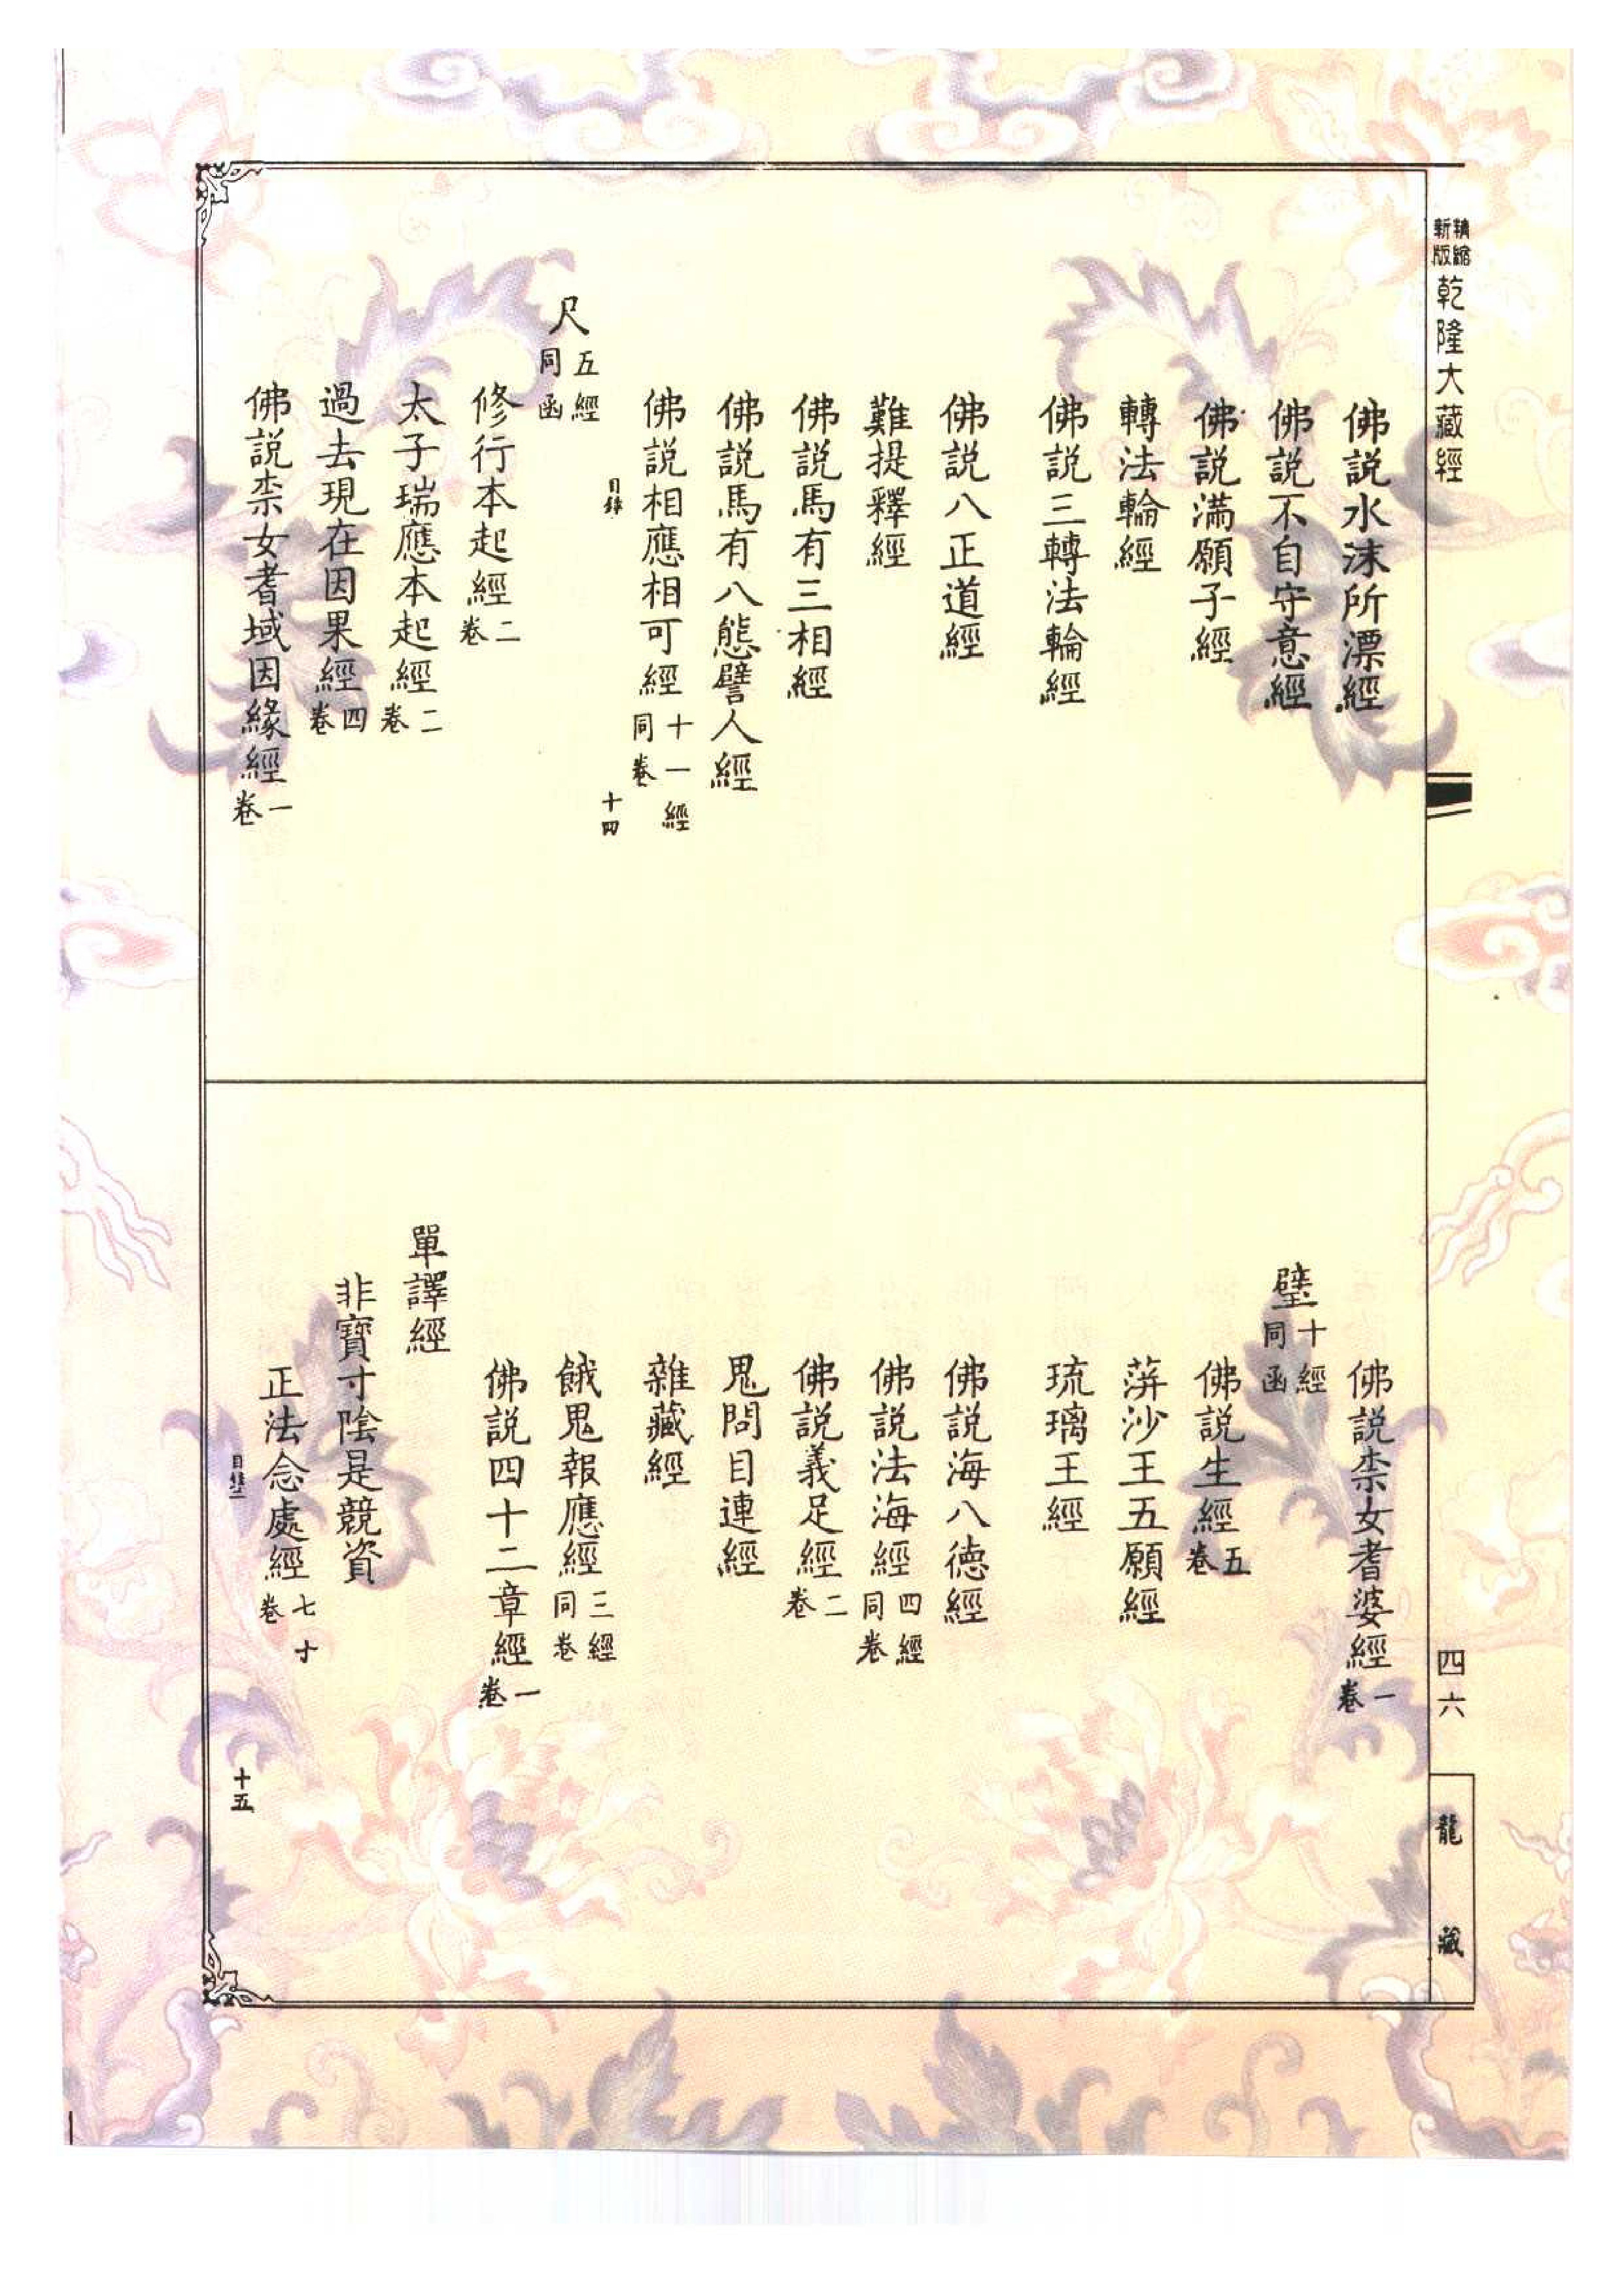 精縮新版乾隆大藏經
佛說水沫所漂經
佛說不自守意經
佛說滿願子經
轉法輪經
佛說三轉法輪經
佛說八正道經
難提釋經
佛說馬有三相經
佛說馬有八態譬人經
佛說相應相可經 十一經同卷
目錄 十四
尺 五經同函
修行本起經 二卷
太子瑞應本起經 二卷
過去現在因果經 四卷
佛說柰女耆域因緣經 一卷
佛說柰女耆婆經 一卷
璧 十經同函
佛說生經 五卷
蓱沙王五願經
琉璃王經
佛說海八德經
佛說法海經 四經同卷
佛說義足經 二卷
鬼問目連經
雜藏經
餓鬼報應經 三經同卷
佛說四十二章經 一卷
單譯經
非寶寸陰是競資
正法念處經 七十卷
目錄 十五
四六
龍藏